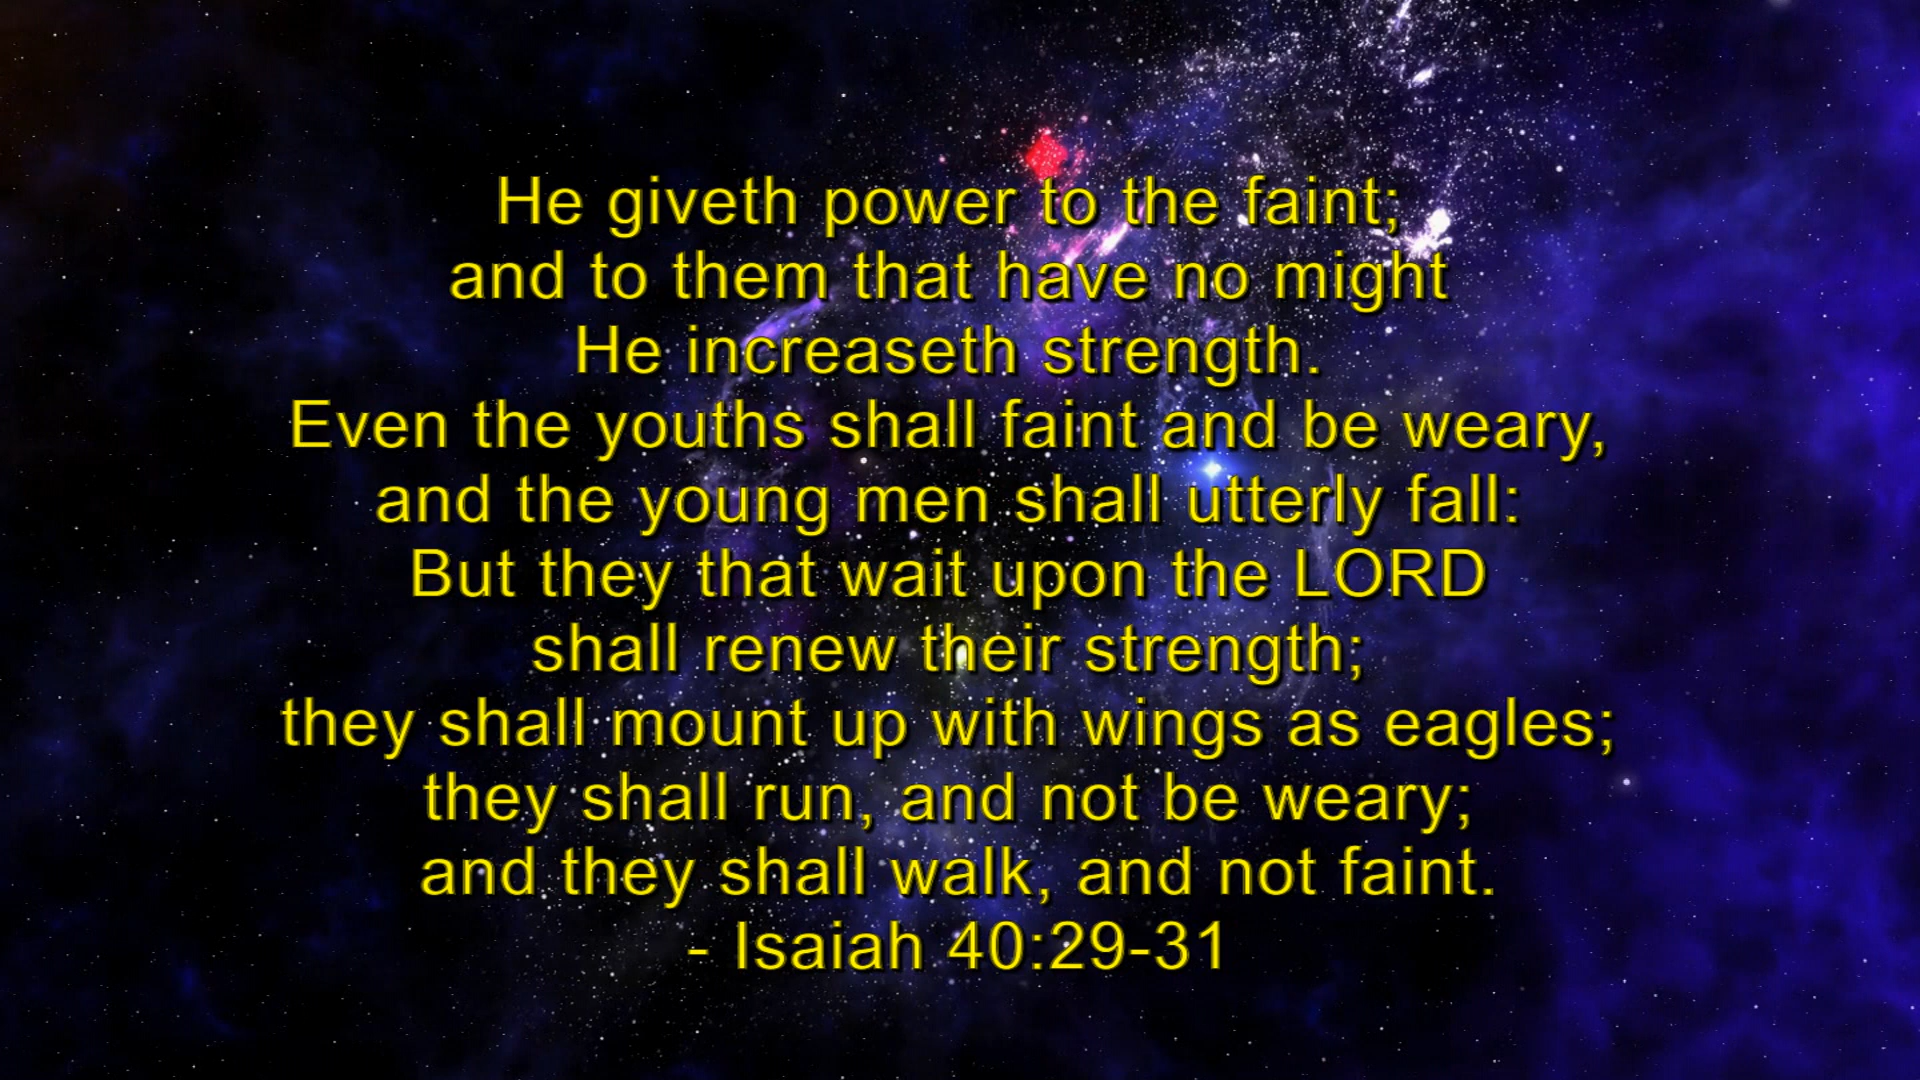 He giveth power to the faint;
and to them that have no might
He increaseth strength.
Even the youths shall faint and be weary,
and the young men shall utterly fall:
But they that wait upon the LORD
shall renew their strength;
they shall mount up with wings as eagles;
they shall run, and not be weary;
and they shall walk, and not faint.
- Isaiah 40:29-31